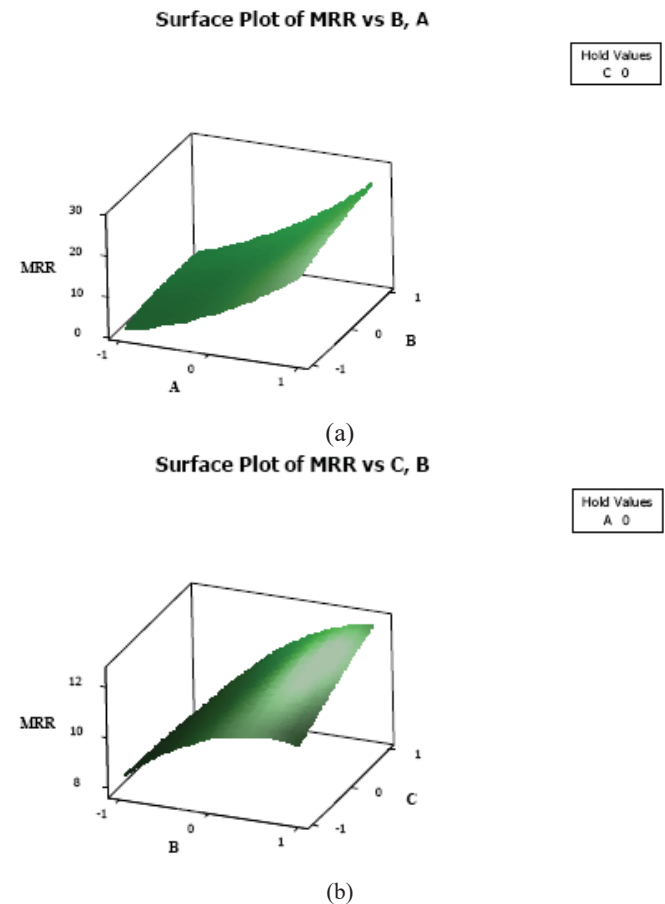 Surface Plot of MRR vs B, A
Hold Values
C 0
30
20
MRR
10
0
-1
0
A
1
-1
0
B
1
(a)
Surface Plot of MRR vs C, B
Hold Values
A 0
12
MRR
10
8
-1
0
B
1
-1
0
C
1
(b)